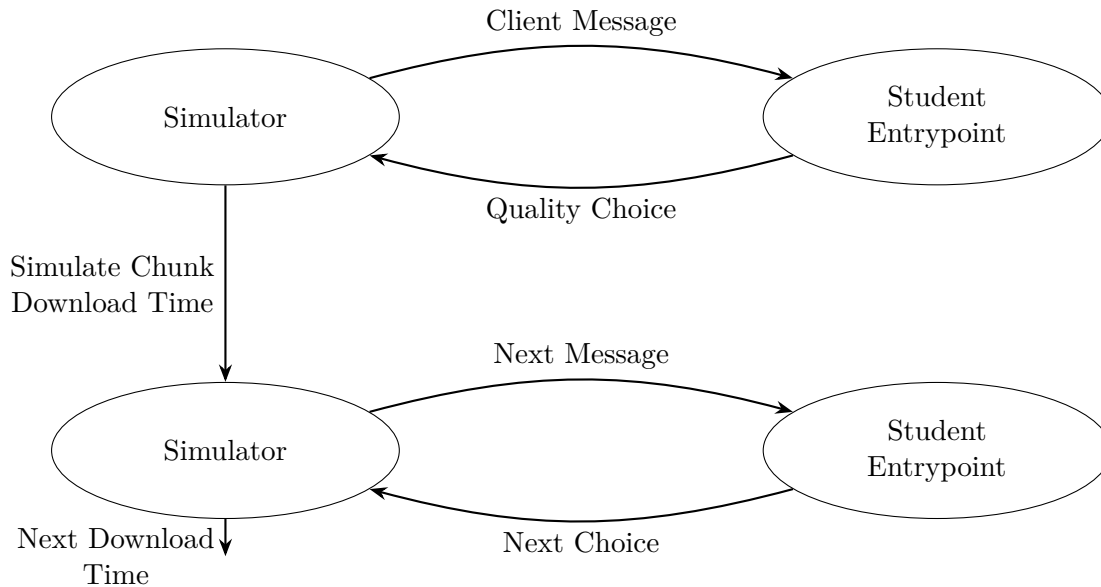 Client Message
Simulator
Student
Entrypoint
Quality Choice
Simulate Chunk
Download Time
Next Message
Simulator
Student
Entrypoint
Next Choice
Next Download
Time